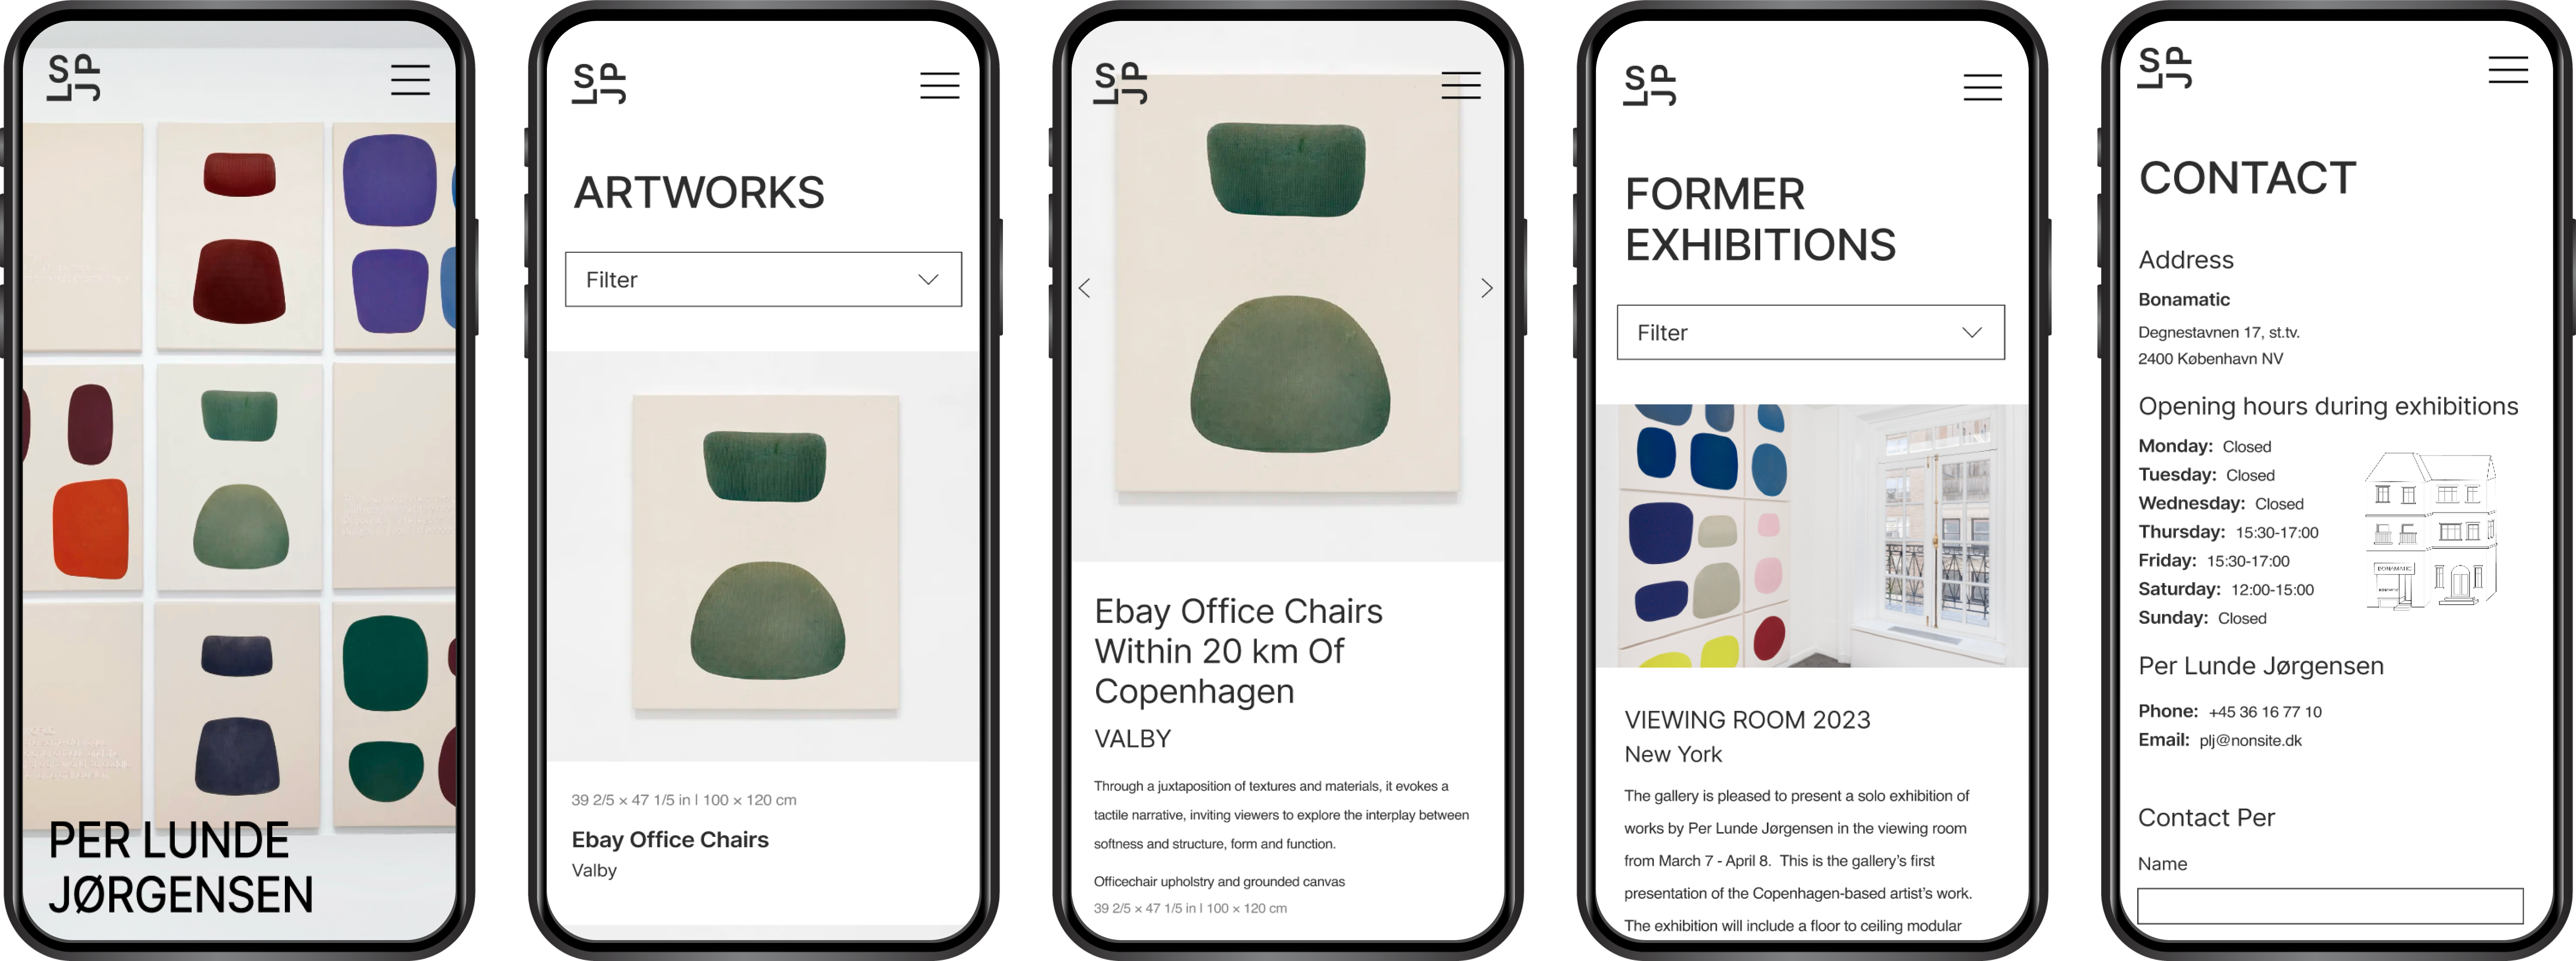 S P
L J
PER LUNDE
JØRGENSEN
S P
L J
ARTWORKS
Filter
39 2/5 × 47 1/5 in | 100 × 120 cm
Ebay Office Chairs
Valby
S P
L J
Ebay Office Chairs
Within 20 km Of
Copenhagen
VALBY
Through a juxtaposition of textures and materials, it evokes a
tactile narrative, inviting viewers to explore the interplay between
softness and structure, form and function.
Officechair upholstry and grounded canvas
39 2/5 × 47 1/5 in | 100 × 120 cm
S P
L J
FORMER
EXHIBITIONS
Filter
VIEWING ROOM 2023
New York
The gallery is pleased to present a solo exhibition of
works by Per Lunde Jørgensen in the viewing room
from March 7 - April 8. This is the gallery's first
presentation of the Copenhagen-based artist's work.
The exhibition will include a floor to ceiling modular
S P
L J
CONTACT
Address
Bonamatic
Degnestavnen 17, st.tv.
2400 København NV
Opening hours during exhibitions
Monday: Closed
Tuesday: Closed
Wednesday: Closed
Thursday: 15:30-17:00
Friday: 15:30-17:00
Saturday: 12:00-15:00
Sunday: Closed
BONAMATIC
Per Lunde Jørgensen
Phone: +45 36 16 77 10
Email: plj@nonsite.dk
Contact Per
Name